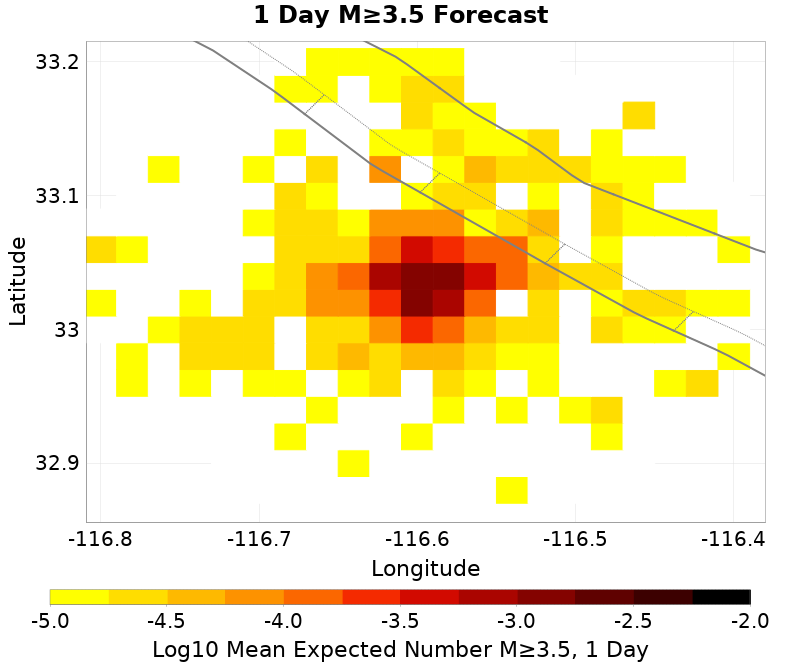 1 Day M≥3.5 Forecast
33.2
33.1
33
32.9
Latitude
-116.8 -116.7 -116.6 -116.5 -116.4
Longitude
-5.0 -4.5 -4.0 -3.5 -3.0 -2.5 -2.0
Log10 Mean Expected Number M≥3.5, 1 Day